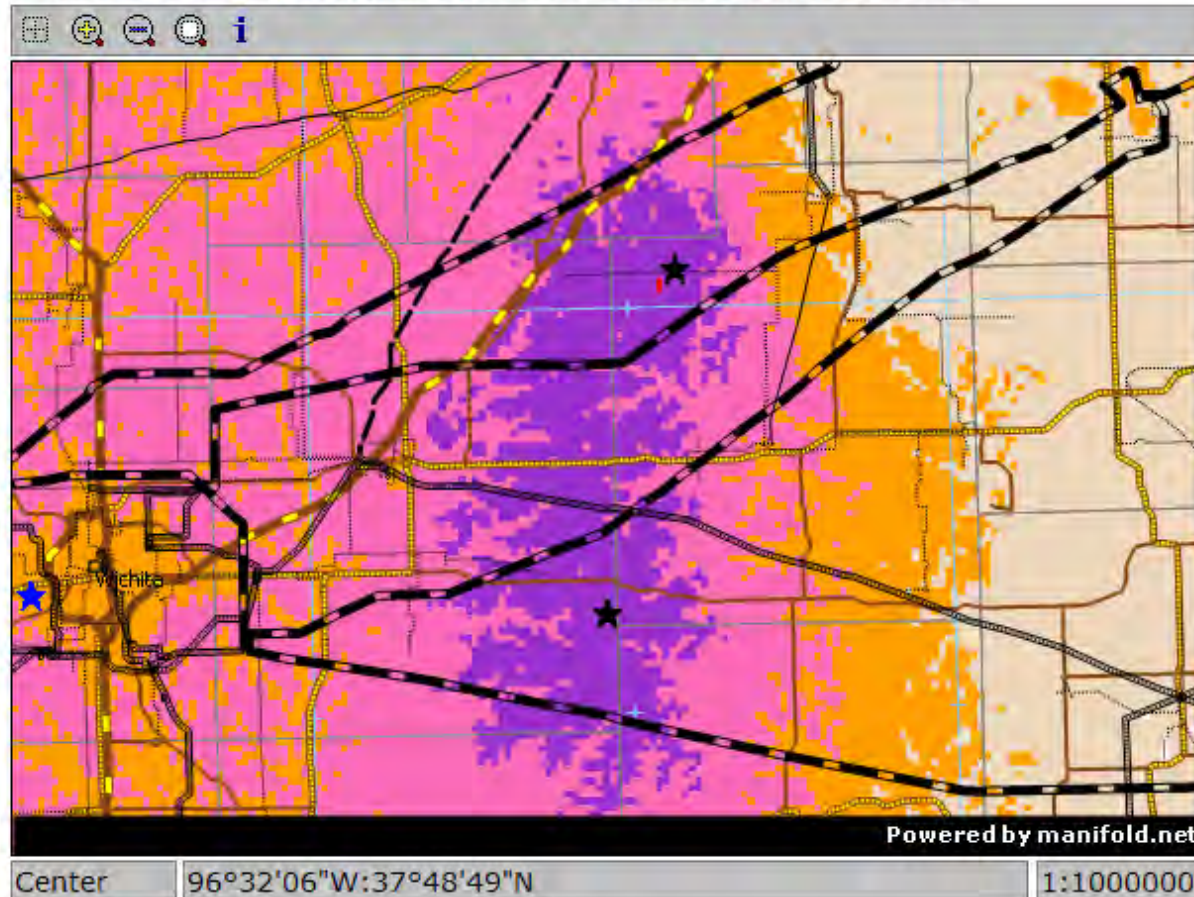 i
Wichita
Powered by manifold.net
Center
96°32'06"W:37°48'49"N
1:1000000